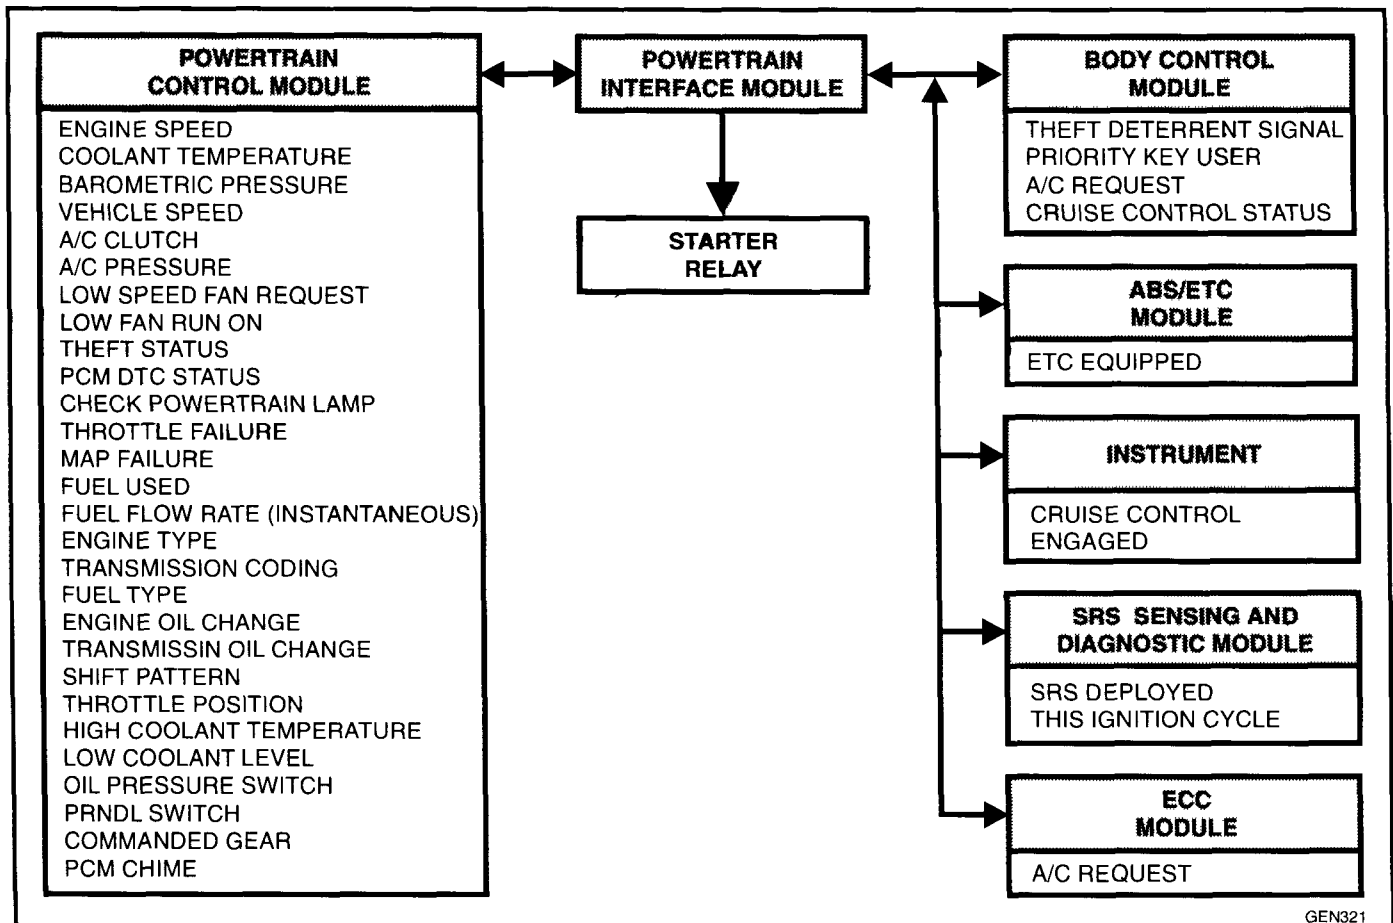 POWERTRAIN
CONTROL MODULE
ENGINE SPEED
COOLANT TEMPERATURE
BAROMETRIC PRESSURE
VEHICLE SPEED
A/C CLUTCH
A/C PRESSURE
LOW SPEED FAN REQUEST
LOW FAN RUN ON
THEFT STATUS
PCM DTC STATUS
CHECK POWERTRAIN LAMP
THROTTLE FAILURE
MAP FAILURE
FUEL USED
FUEL FLOW RATE (INSTANTANEOUS)
ENGINE TYPE
TRANSMISSION CODING
FUEL TYPE
ENGINE OIL CHANGE
TRANSMISSIN OIL CHANGE
SHIFT PATTERN
THROTTLE POSITION
HIGH COOLANT TEMPERATURE
LOW COOLANT LEVEL
OIL PRESSURE SWITCH
PRNDL SWITCH
COMMANDED GEAR
PCM CHIME
POWERTRAIN
INTERFACE MODULE
STARTER
RELAY
BODY CONTROL
MODULE
THEFT DETERRENT SIGNAL
PRIORITY KEY USER
A/C REQUEST
CRUISE CONTROL STATUS
ABS/ETC
MODULE
ETC EQUIPPED
INSTRUMENT
CRUISE CONTROL
ENGAGED
SRS SENSING AND
DIAGNOSTIC MODULE
SRS DEPLOYED
THIS IGNITION CYCLE
ECC
MODULE
A/C REQUEST
GEN321